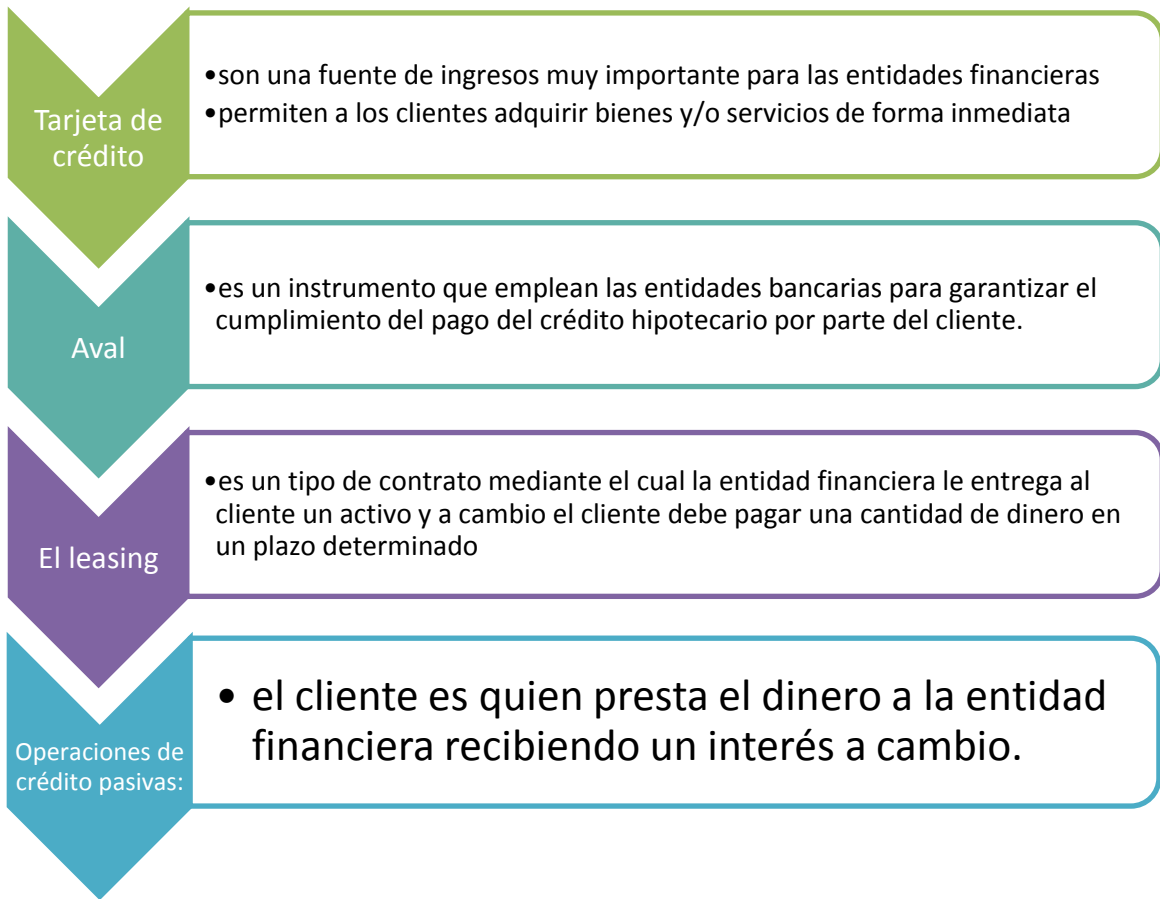 Tarjeta de
crédito
•son una fuente de ingresos muy importante para las entidades financieras
•permiten a los clientes adquirir bienes y/o servicios de forma inmediata
Aval
•es un instrumento que emplean las entidades bancarias para garantizar el
cumplimiento del pago del crédito hipotecario por parte del cliente.
El leasing
•es un tipo de contrato mediante el cual la entidad financiera le entrega al
cliente un activo y a cambio el cliente debe pagar una cantidad de dinero en
un plazo determinado
Operaciones de
crédito pasivas:
• el cliente es quien presta el dinero a la entidad
financiera recibiendo un interés a cambio.